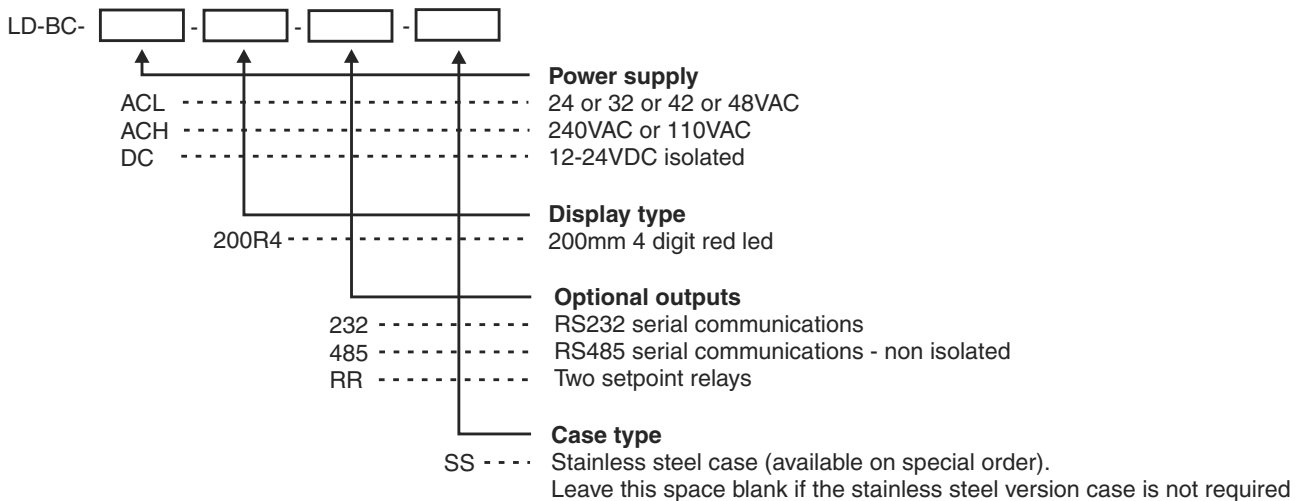 LD-BC- - - -
Power supply
ACL 24 or 32 or 42 or 48VAC
ACH 240VAC or 110VAC
DC 12-24VDC isolated
Display type
200R4 200mm 4 digit red led
Optional outputs
232 RS232 serial communications
485 RS485 serial communications - non isolated
RR Two setpoint relays
Case type
SS Stainless steel case (available on special order).
Leave this space blank if the stainless steel version case is not required